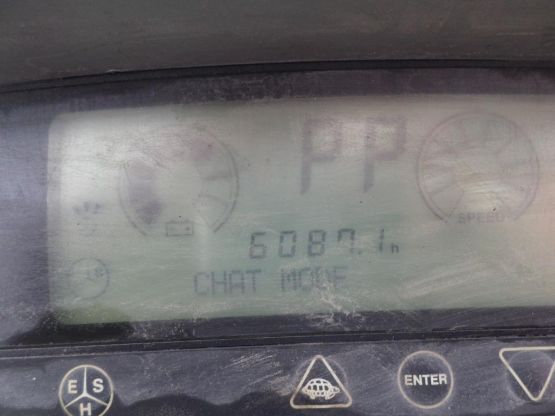 PP
SPEED
6087.1h
CHAT MODE
E S
H
ENTER